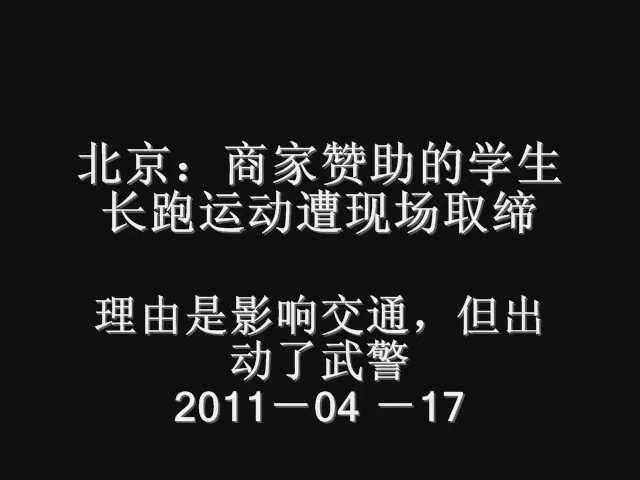 北京：商家赞助的学生
长跑运动遭现场取缔
理由是影响交通，但出
动了武警
2011－04 －17